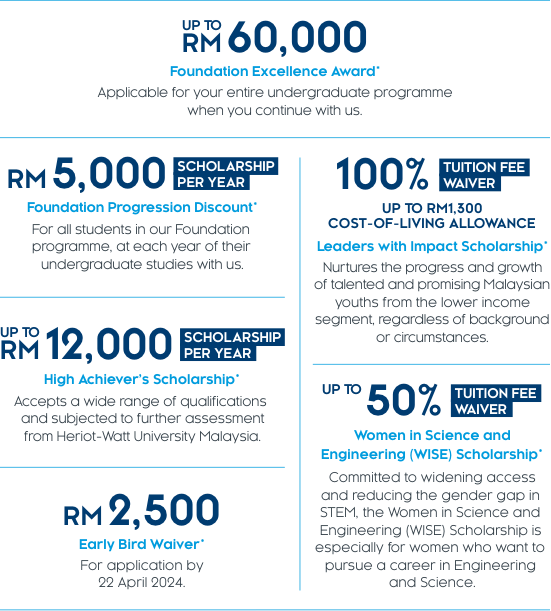 UP TO
RM 60,000
Foundation Excellence Award*
Applicable for your entire undergraduate programme
when you continue with us.
RM 5,000 SCHOLARSHIP
PER YEAR
Foundation Progression Discount*
For all students in our Foundation
programme, at each year of their
undergraduate studies with us.
UP TO
RM 12,000 SCHOLARSHIP
PER YEAR
High Achiever's Scholarship*
Accepts a wide range of qualifications
and subjected to further assessment
from Heriot-Watt University Malaysia.
RM 2,500
Early Bird Waiver*
For application by
22 April 2024.
100% TUITION FEE
WAIVER
UP TO RM1,300
COST-OF-LIVING ALLOWANCE
Leaders with Impact Scholarship*
Nurtures the progress and growth
of talented and promising Malaysian
youths from the lower income
segment, regardless of background
or circumstances.
UP TO 50% TUITION FEE
WAIVER
Women in Science and
Engineering (WISE) Scholarship*
Committed to widening access
and reducing the gender gap in
STEM, the Women in Science and
Engineering (WISE) Scholarship is
especially for women who want to
pursue a career in Engineering
and Science.